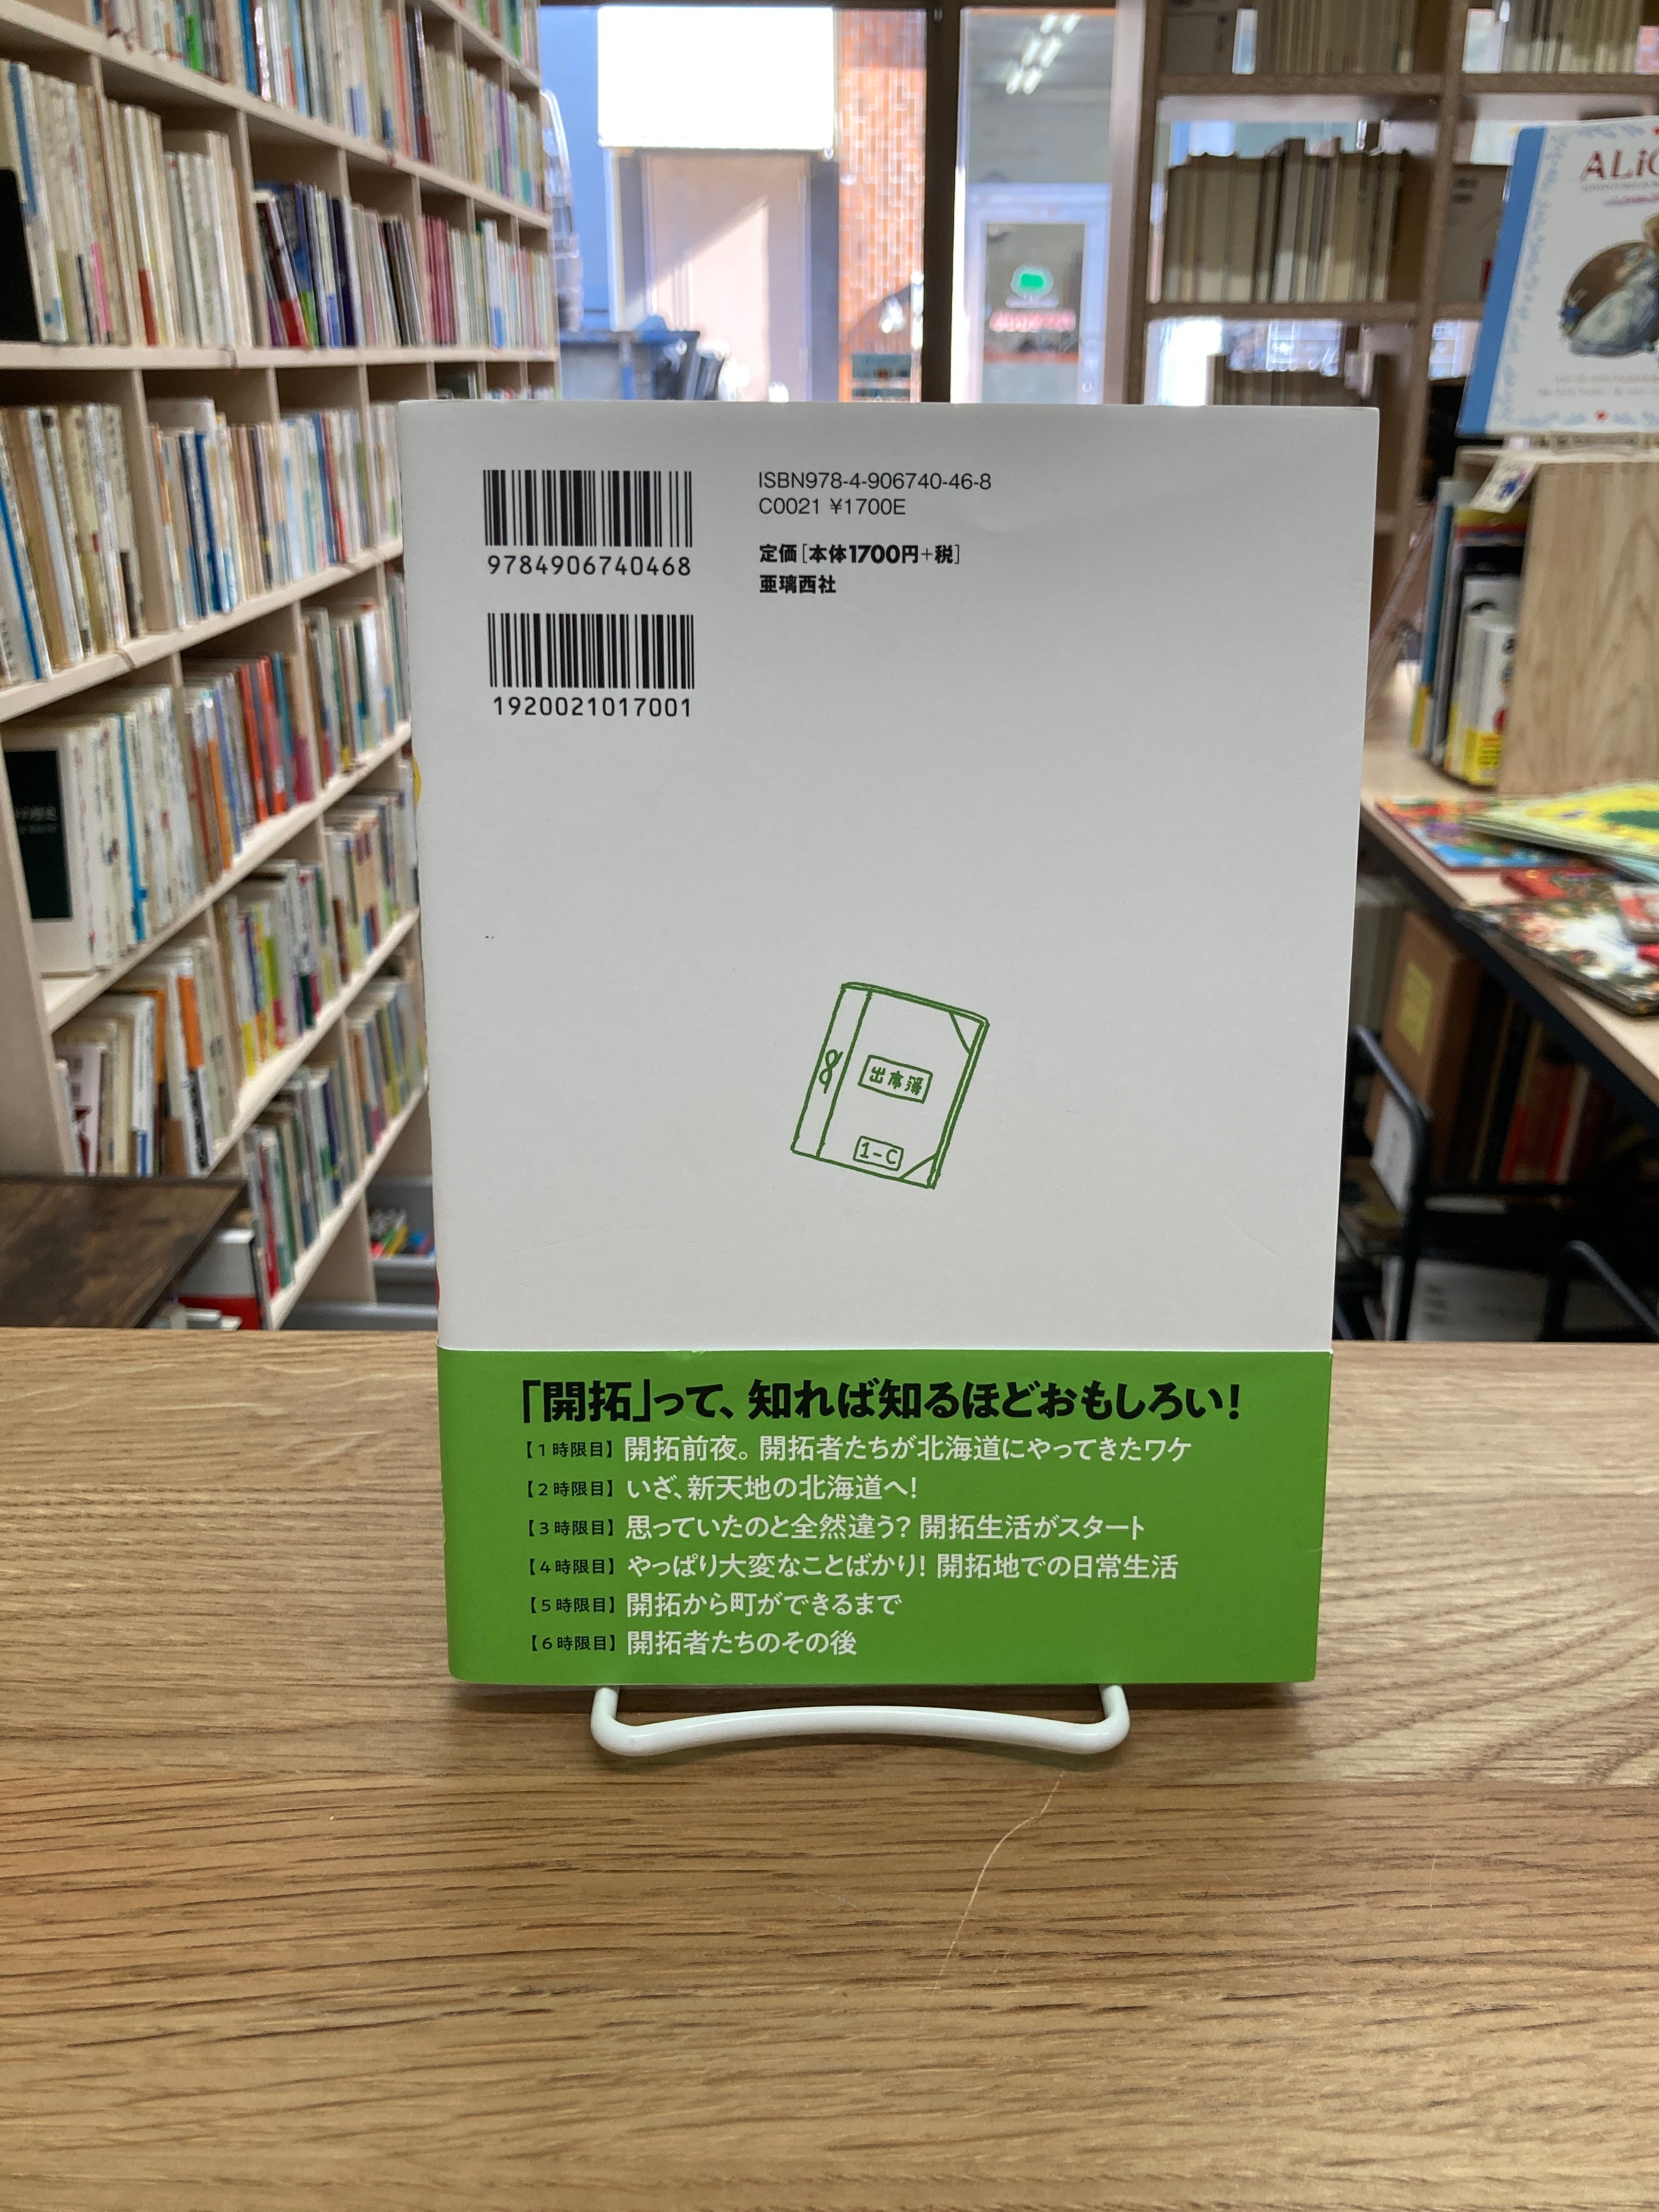 ISBN978-4-906740-46-8
C0021 ¥1700E
9784906740468
定価[本体1700円+税]
亜璃西社
1920021017001
出席簿
1-C
「開拓」って、知れば知るほどおもしろい!
【1時限目】開拓前夜。開拓者たちが北海道にやってきたワケ
【2時限目】いざ、新天地の北海道へ!
【3時限目】思っていたのと全然違う? 開拓生活がスタート
【4時限目】やっぱり大変なことばかり! 開拓地での日常生活
【5時限目】開拓から町ができるまで
【6時限目】開拓者たちのその後